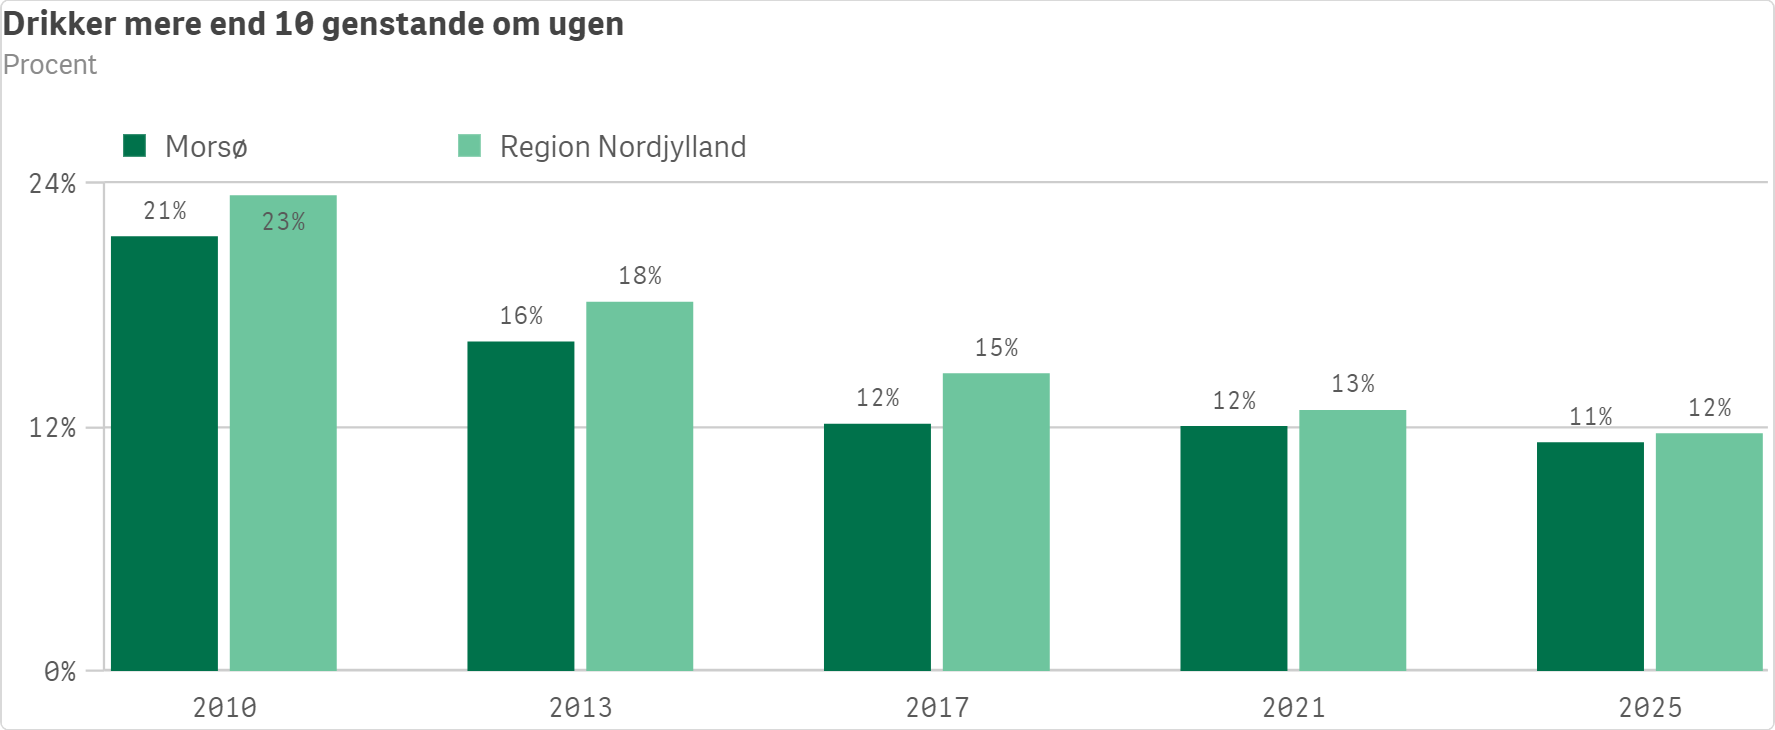 Drikker mere end 10 genstande om ugen
Procent
Morsø Region Nordjylland
24%
21% 23%
18%
16%
15%
12% 12% 13%
11% 12%
12%
0%
2010 2013 2017 2021 2025